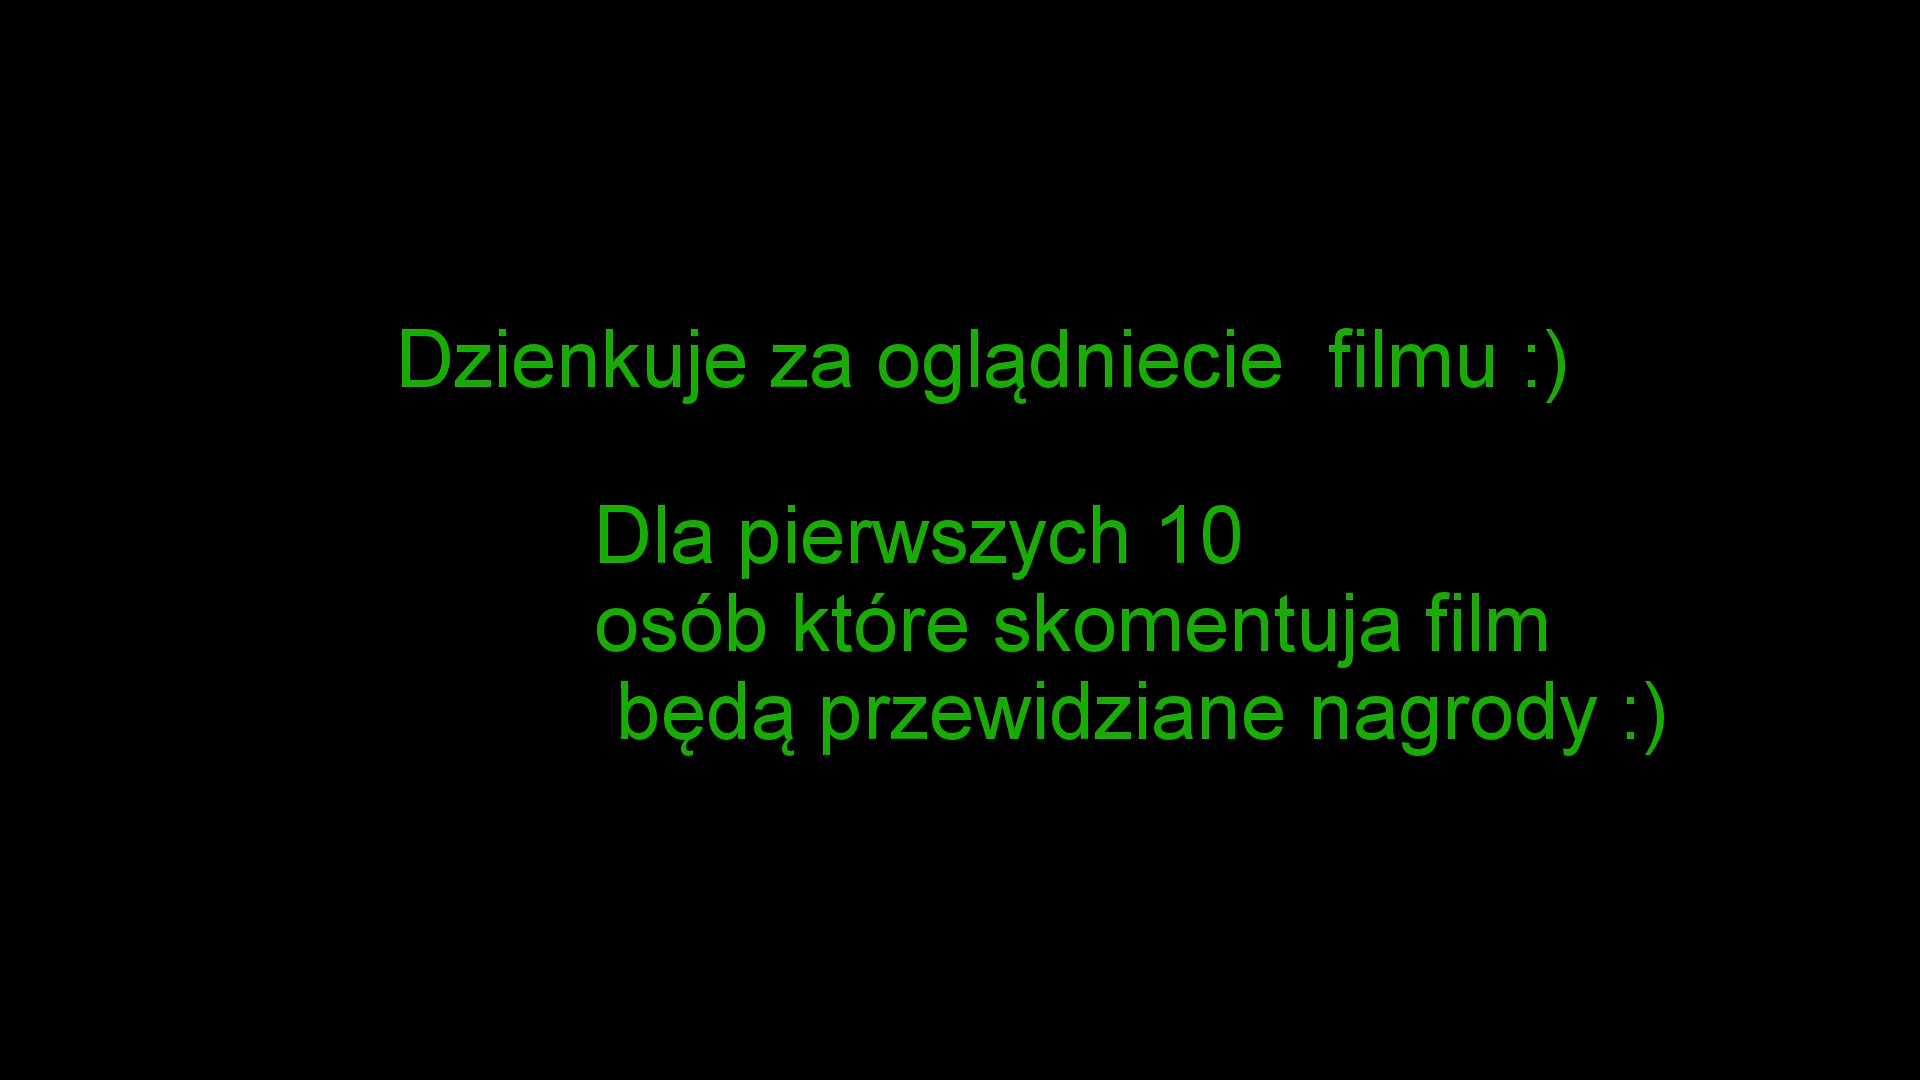 Dzienkuje za oglądniecie  filmu :)
Dla pierwszych 10
osób które skomentuja film
będą przewidziane nagrody :)